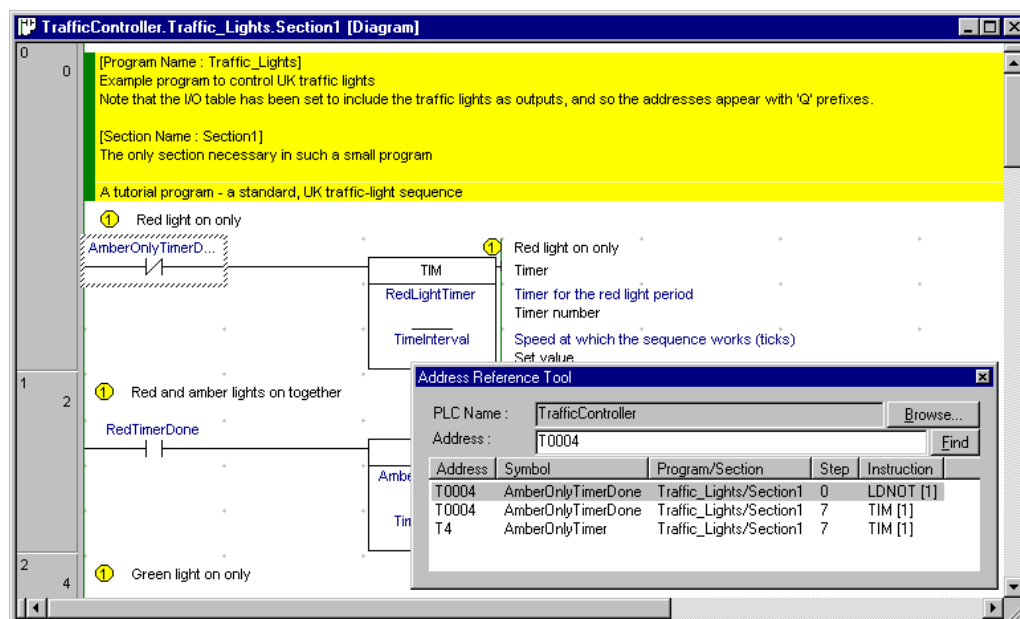 TrafficController.Traffic_Lights.Section1 [Diagram]
0
0
[Program Name : Traffic_Lights]
Example program to control UK traffic lights
Note that the I/O table has been set to include the traffic lights as outputs, and so the addresses appear with 'Q' prefixes.
[Section Name : Section1]
The only section necessary in such a small program
A tutorial program - a standard, UK traffic-light sequence
1 Red light on only
AmberOnlyTimerD...
1 Red light on only
TIM Timer
RedLightTimer Timer for the red light period
Timer number
TimeInterval Speed at which the sequence works (ticks)
Set value
1
2
1 Red and amber lights on together
RedTimerDone
Ambe
Tim
2
4
1 Green light on only
Address Reference Tool
PLC Name : TrafficController Browse...
Address : T0004 Find
Address Symbol Program/Section Step Instruction
T0004 AmberOnlyTimerDone Traffic_Lights/Section1 0 LDNOT [1]
T0004 AmberOnlyTimerDone Traffic_Lights/Section1 7 TIM [1]
T4 AmberOnlyTimer Traffic_Lights/Section1 7 TIM [1]